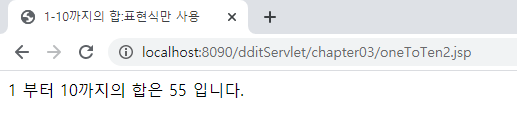 1-10까지의 합:표현식만 사용
localhost:8090/dditServlet/chapter03/oneToTen2.jsp
1 부터 10까지의 합은 55 입니다.